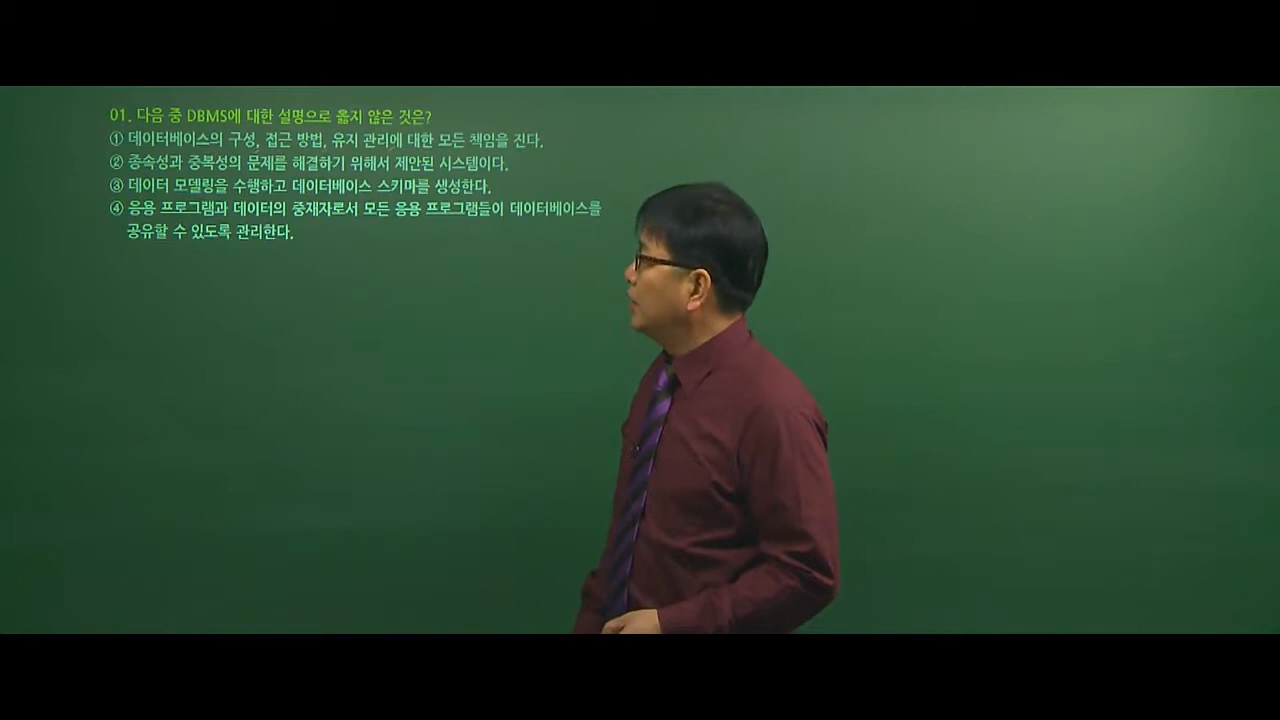 01. 다음 중 DBMS에 대한 설명으로 옳지 않은 것은?
① 데이터베이스의 구성, 접근 방법, 유지 관리에 대한 모든 책임을 진다.
② 종속성과 중복성의 문제를 해결하기 위해서 제안된 시스템이다.
③ 데이터 모델링을 수행하고 데이터베이스 스키마를 생성한다.
④ 응용 프로그램과 데이터의 중재자로서 모든 응용 프로그램들이 데이터베이스를
공유할 수 있도록 관리한다.